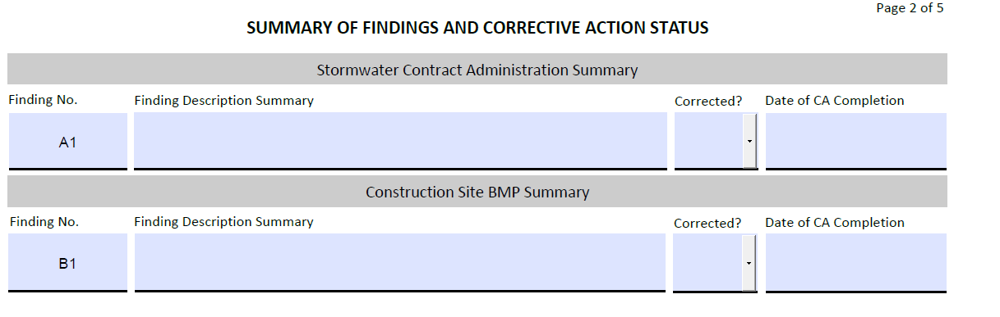 Page 2 of 5
SUMMARY OF FINDINGS AND CORRECTIVE ACTION STATUS
Stormwater Contract Administration Summary
Finding No. Finding Description Summary Corrected? Date of CA Completion
A1
Construction Site BMP Summary
Finding No. Finding Description Summary Corrected? Date of CA Completion
B1